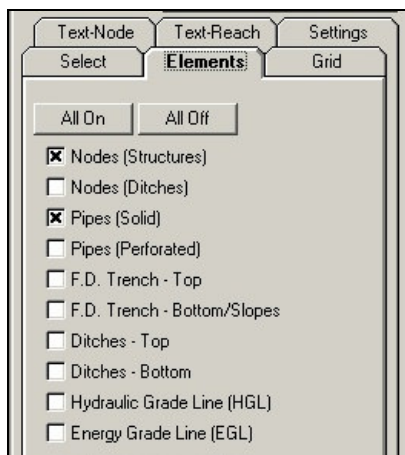 Text-Node Text-Reach Settings
Select Elements Grid
All On All Off
Nodes (Structures)
Nodes (Ditches)
Pipes (Solid)
Pipes (Perforated)
F.D. Trench - Top
F.D. Trench - Bottom/Slopes
Ditches - Top
Ditches - Bottom
Hydraulic Grade Line (HGL)
Energy Grade Line (EGL)